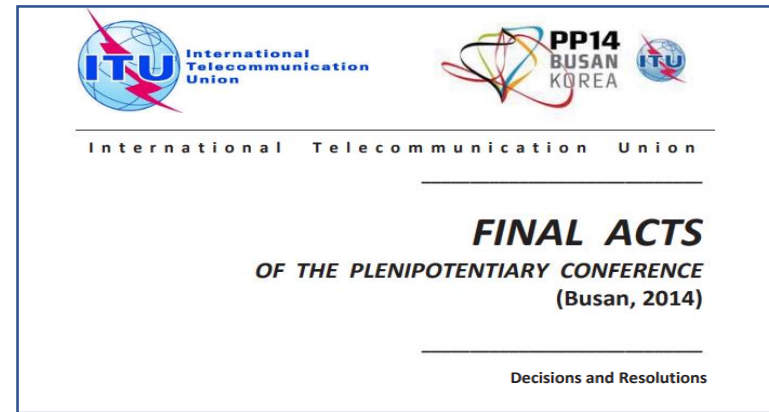 ITU
International
Telecommunication
Union
PP14
BUSAN
KOREA
ITU
International Telecommunication Union
FINAL ACTS
OF THE PLENIPOTENTIARY CONFERENCE
(Busan, 2014)
Decisions and Resolutions